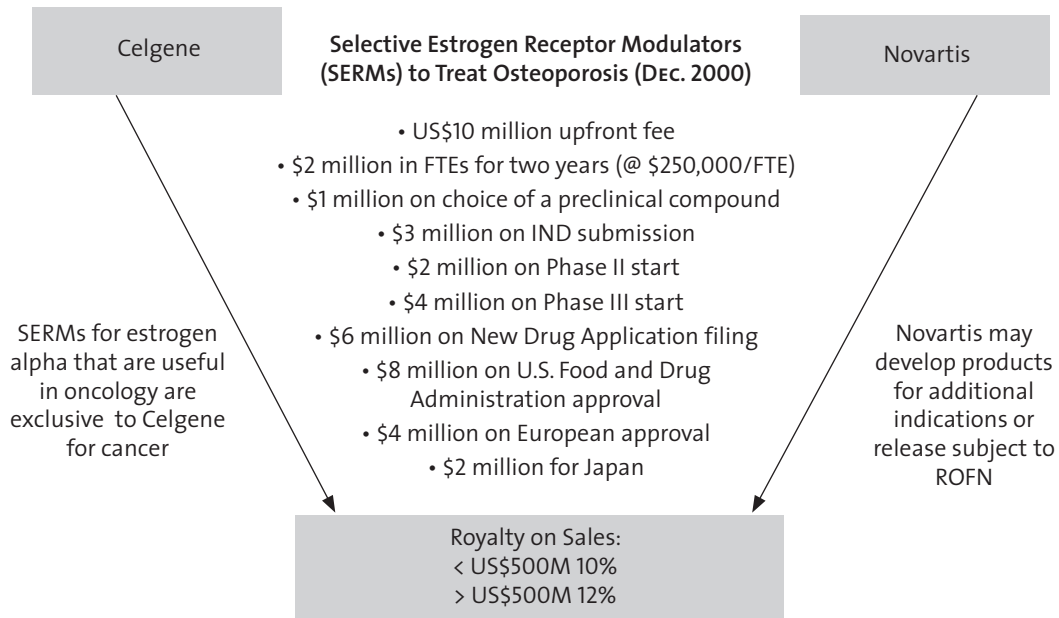 Celgene
Selective Estrogen Receptor Modulators
(SERMs) to Treat Osteoporosis (Dec. 2000)
Novartis
• US$10 million upfront fee
• $2 million in FTEs for two years (@ $250,000/FTE)
• $1 million on choice of a preclinical compound
• $3 million on IND submission
• $2 million on Phase II start
• $4 million on Phase III start
• $6 million on New Drug Application filing
• $8 million on U.S. Food and Drug
Administration approval
• $4 million on European approval
• $2 million for Japan
SERMs for estrogen
alpha that are useful
in oncology are
exclusive to Celgene
for cancer
Novartis may
develop products
for additional
indications or
release subject to
ROFN
Royalty on Sales:
< US$500M 10%
> US$500M 12%